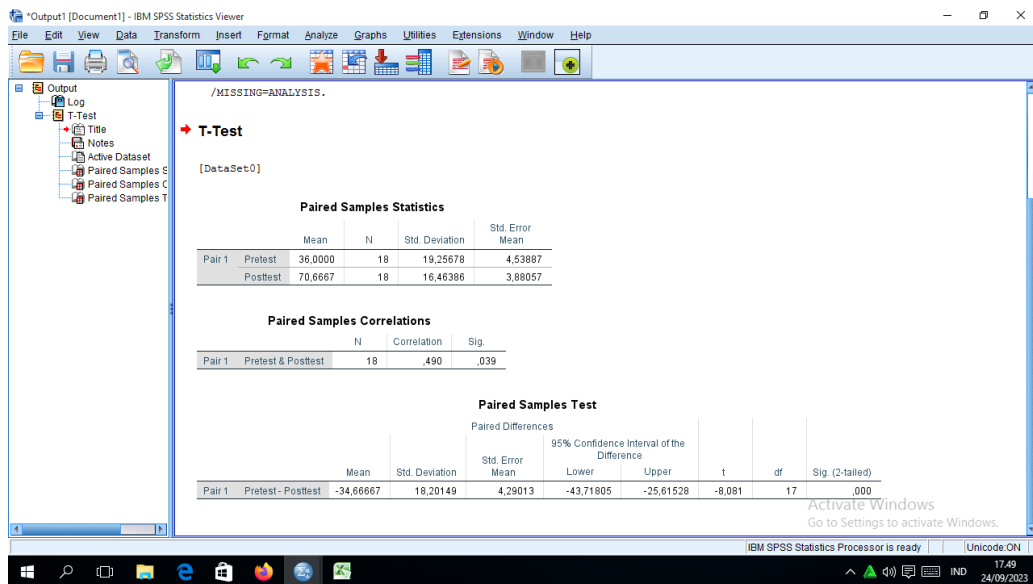 *Output1 [Document1] - IBM SPSS Statistics Viewer
File Edit View Data Transform Insert Format Analyze Graphs Utilities Extensions Window Help
Output
Log
T-Test
Title
Notes
Active Dataset
Paired Samples S
Paired Samples C
Paired Samples T
/MISSING=ANALYSIS.
T-Test
[DataSet0]
Paired Samples Statistics
Mean N Std. Deviation Std. Error Mean
Pair 1 Pretest 36,0000 18 19,25678 4,53887
Posttest 70,6667 18 16,46386 3,88057
Paired Samples Correlations
N Correlation Sig.
Pair 1 Pretest & Posttest 18 ,490 ,039
Paired Samples Test
Paired Differences
95% Confidence Interval of the Difference
Mean Std. Deviation Std. Error Mean Lower Upper t df Sig. (2-tailed)
Pair 1 Pretest - Posttest -34,66667 18,20149 4,29013 -43,71805 -25,61528 -8,081 17 ,000
Activate Windows
Go to Settings to activate Windows.
IBM SPSS Statistics Processor is ready Unicode:ON
IND
17.49
24/09/2023